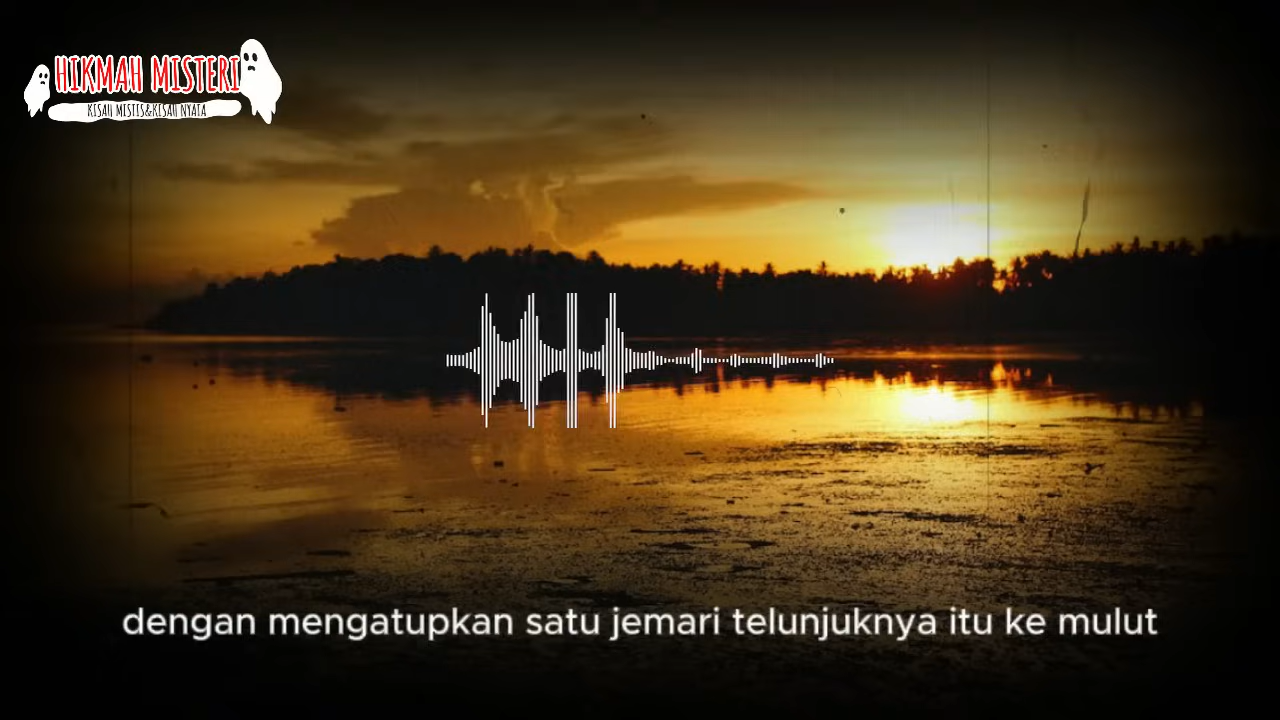 HIKMAH MISTERI
KISAH MISTIS&KISAH NYATA
dengan mengatupkan satu jemari telunjuknya itu ke mulut